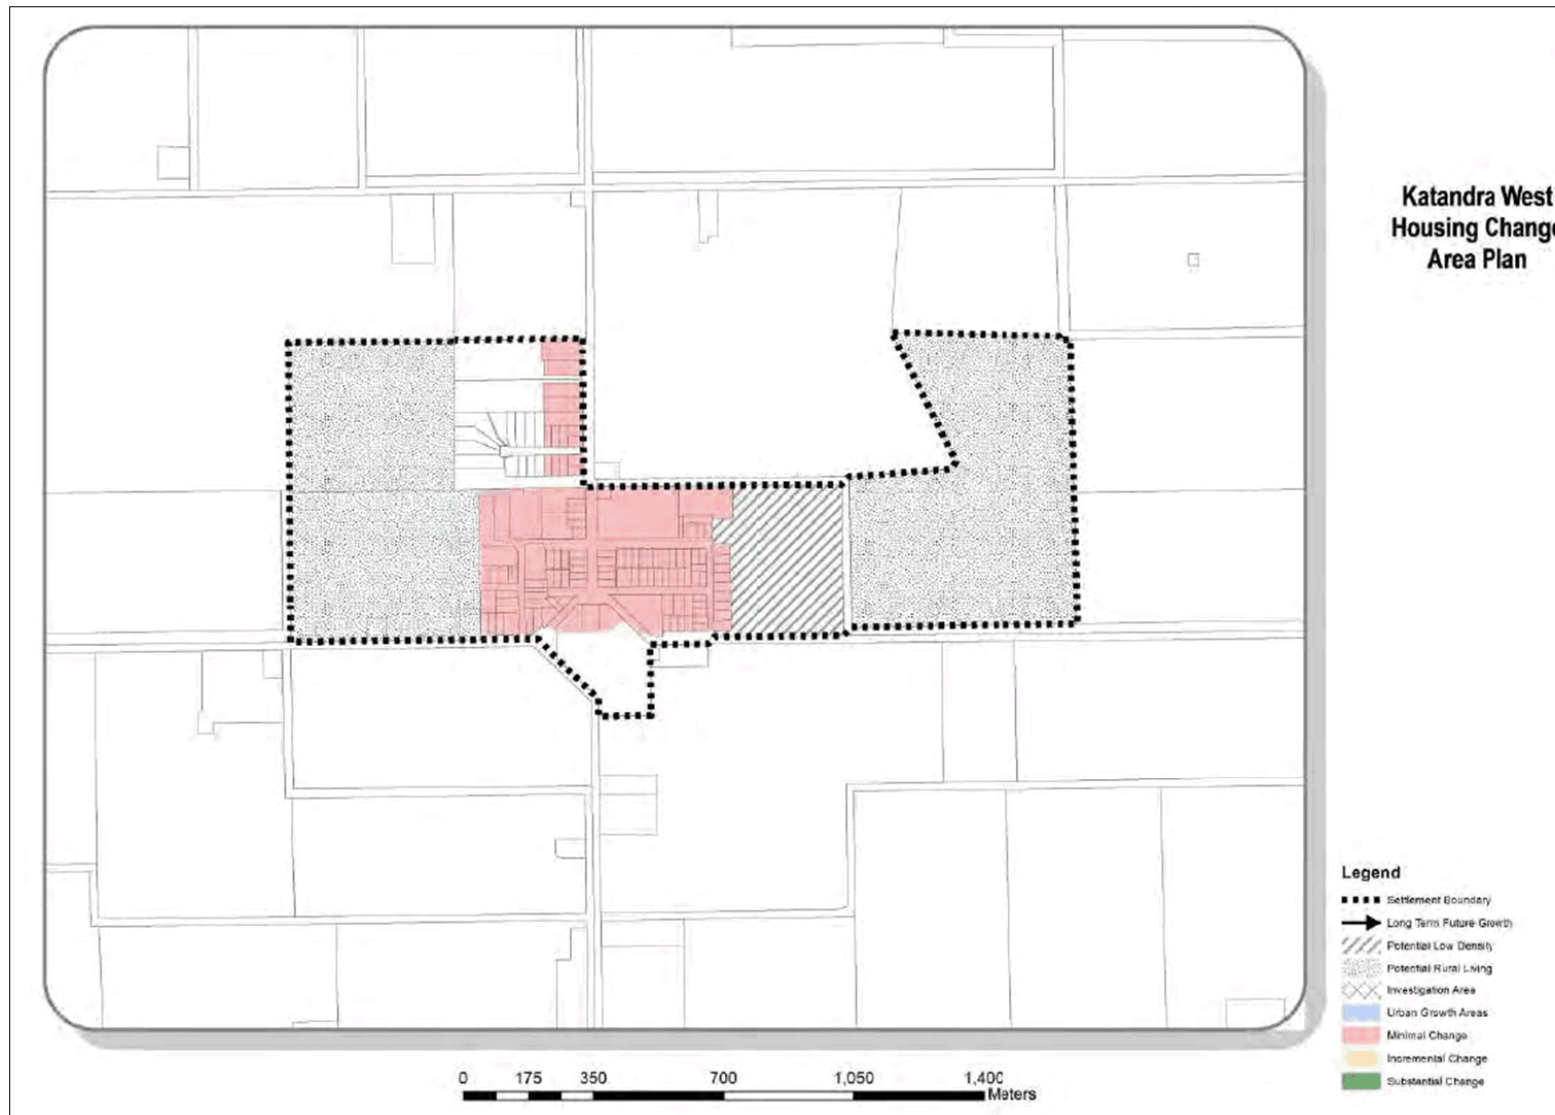 Katandra West
Housing Change
Area Plan
Legend
Settlement Boundary
Long Term Future Growth
Potential Low Density
Potential Rural Living
Investigation Area
Urban Growth Areas
Minimal Change
Incremental Change
Substantial Change
0 175 350 700 1,050 1,400
Meters